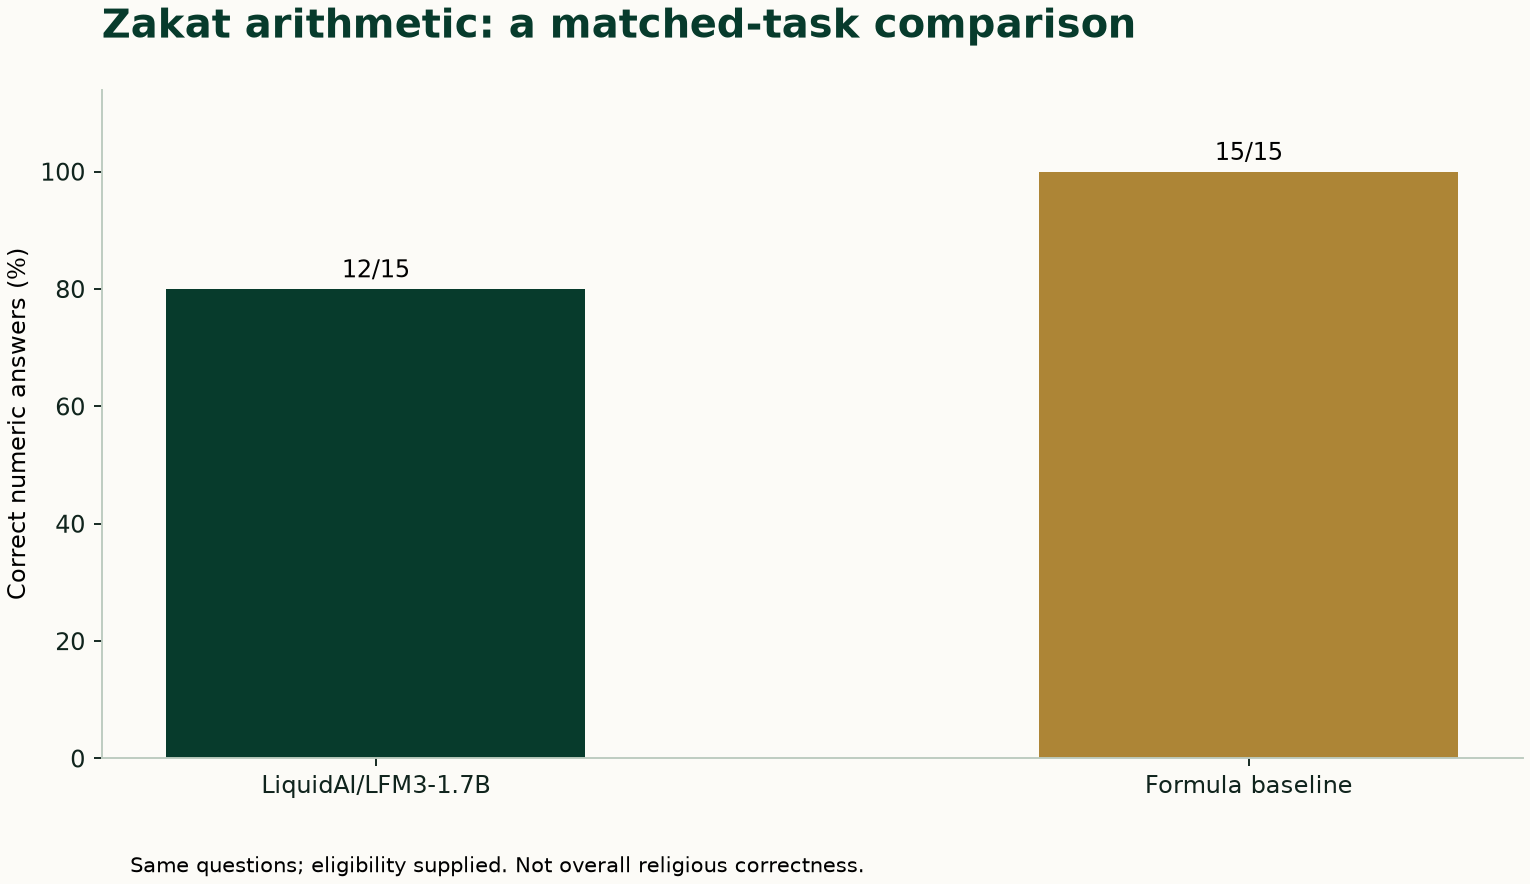 Zakat arithmetic: a matched-task comparison
Correct numeric answers (%)
100
80
60
40
20
0
12/15
15/15
LiquidAI/LFM3-1.7B
Formula baseline
Same questions; eligibility supplied. Not overall religious correctness.